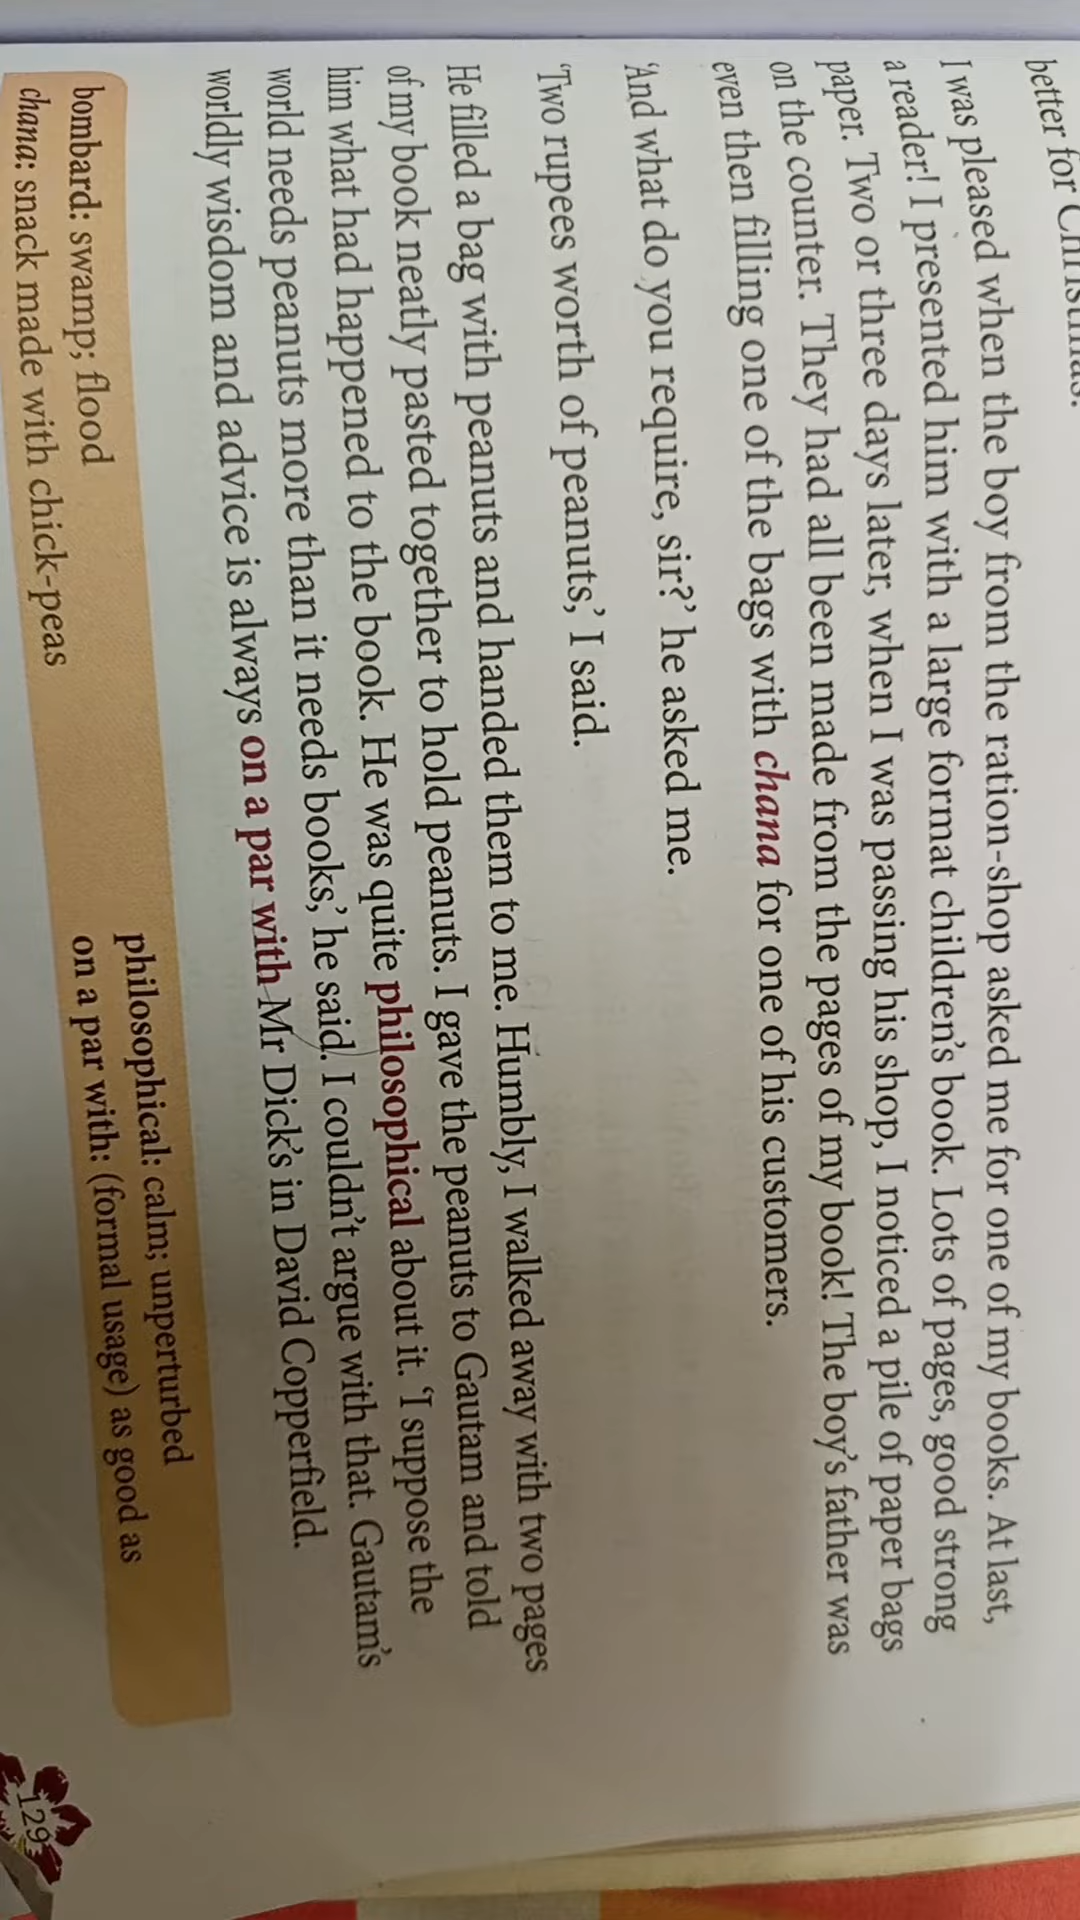 better for Christmas.
I was pleased when the boy from the ration-shop asked me for one of my books. At last,
a reader! I presented him with a large format children's book. Lots of pages, good strong
paper. Two or three days later, when I was passing his shop, I noticed a pile of paper bags
on the counter. They had all been made from the pages of my book! The boy's father was
even then filling one of the bags with chana for one of his customers.
'And what do you require, sir?' he asked me.
'Two rupees worth of peanuts,' I said.
He filled a bag with peanuts and handed them to me. Humbly, I walked away with two pages
of my book neatly pasted together to hold peanuts. I gave the peanuts to Gautam and told
him what had happened to the book. He was quite philosophical about it. 'I suppose the
world needs peanuts more than it needs books,' he said. I couldn't argue with that. Gautam's
worldly wisdom and advice is always on a par with Mr Dick's in David Copperfield.
bombard: swamp; flood
chana: snack made with chick-peas
philosophical: calm; unperturbed
on a par with: (formal usage) as good as
129